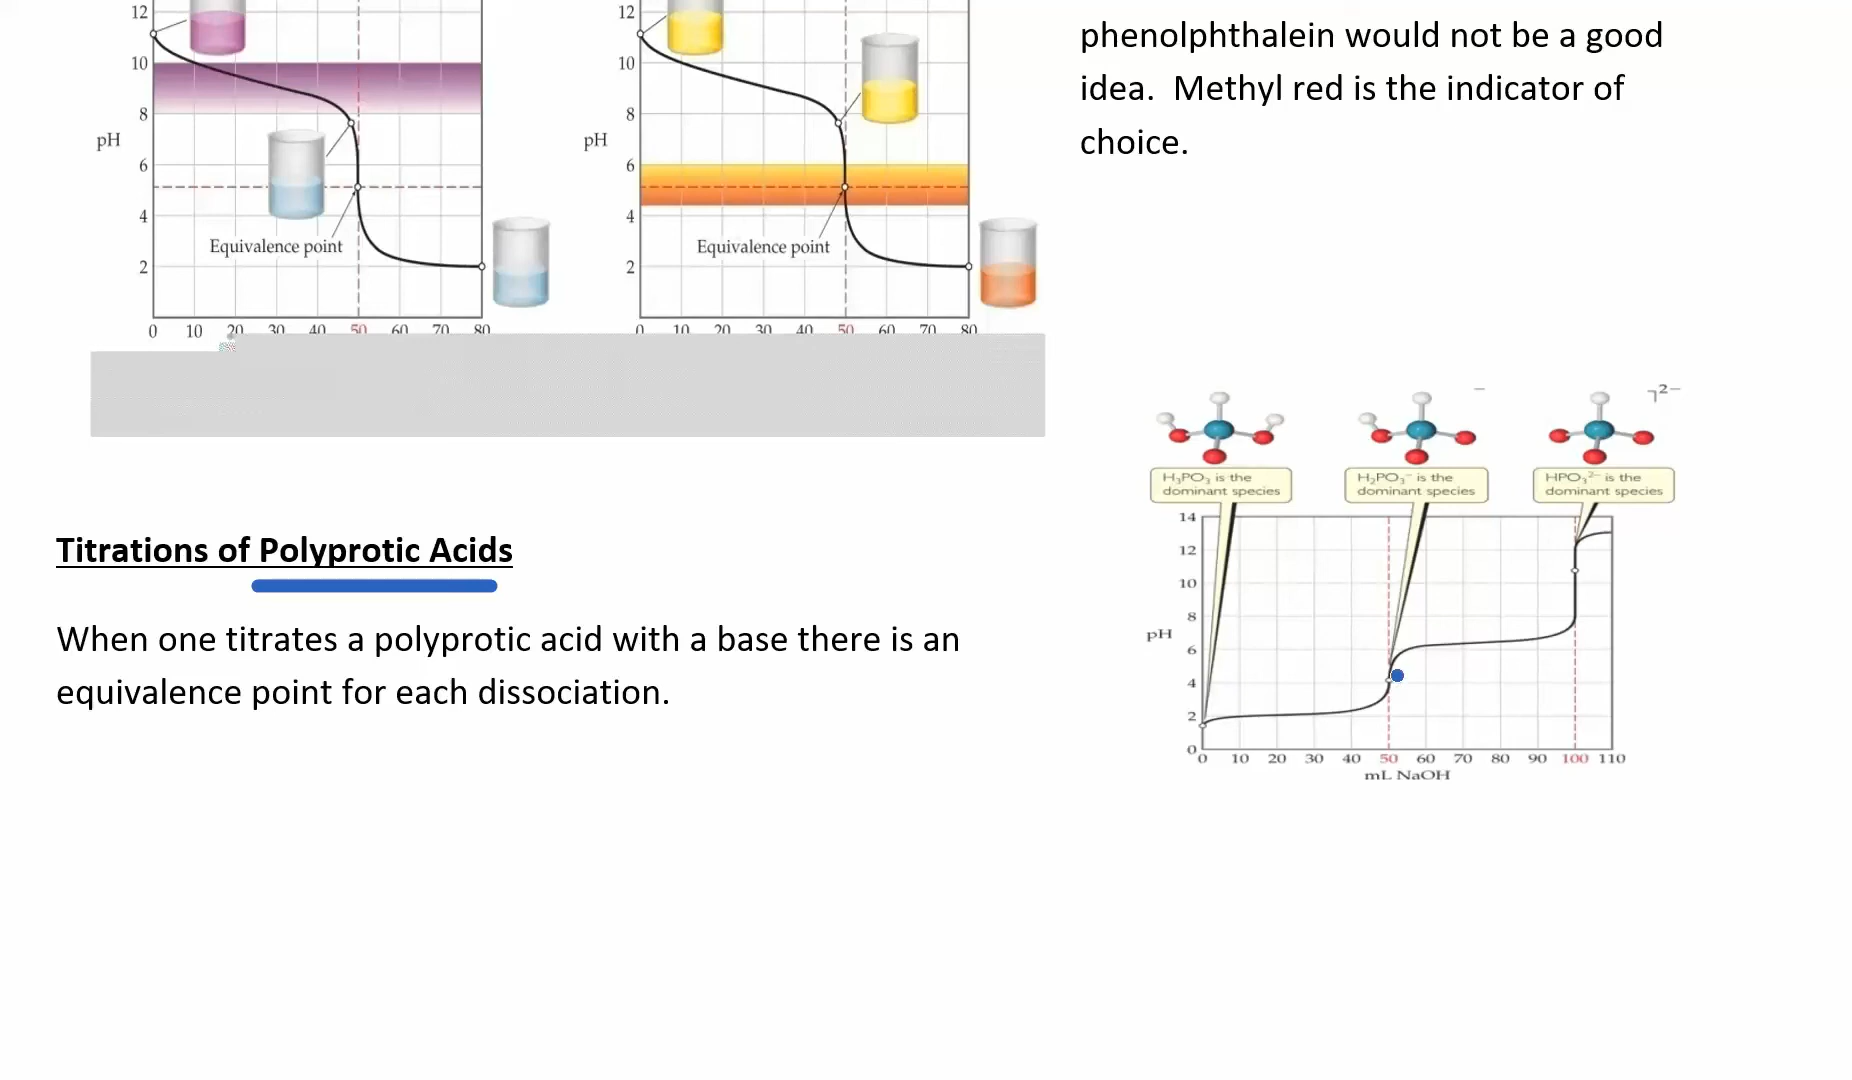 phenolphthalein would not be a good
idea. Methyl red is the indicator of
choice.
12
10
8
pH
6
4
2
Equivalence point
0 10 20 30 40 50 60 70 80
12
10
8
pH
6
4
2
Equivalence point
0 10 20 30 40 50 60 70 80
Titrations of Polyprotic Acids
When one titrates a polyprotic acid with a base there is an
equivalence point for each dissociation.
−
⁠ꓶ2−
H₃PO₃ is the
dominant species
H₂PO₃⁻ is the
dominant species
HPO₃²⁻ is the
dominant species
14
12
10
8
pH
6
4
2
0
0 10 20 30 40 50 60 70 80 90 100 110
mL NaOH